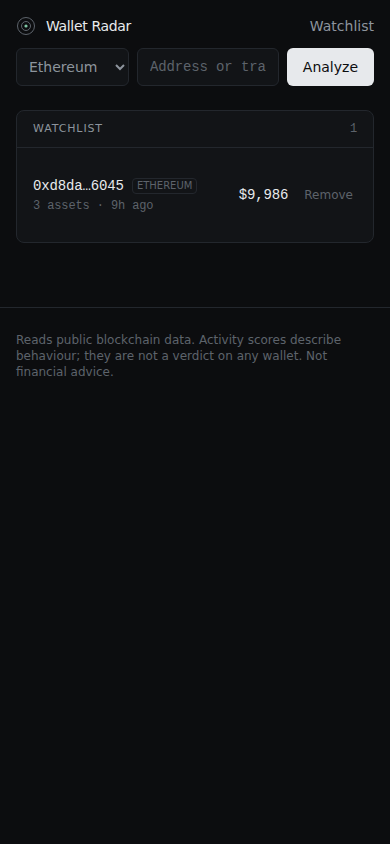 Wallet Radar
Watchlist
Ethereum
Address or tra
Analyze
WATCHLIST
1
0xd8da…6045 ETHEREUM
3 assets · 9h ago
$9,986
Remove
Reads public blockchain data. Activity scores describe
behaviour; they are not a verdict on any wallet. Not
financial advice.